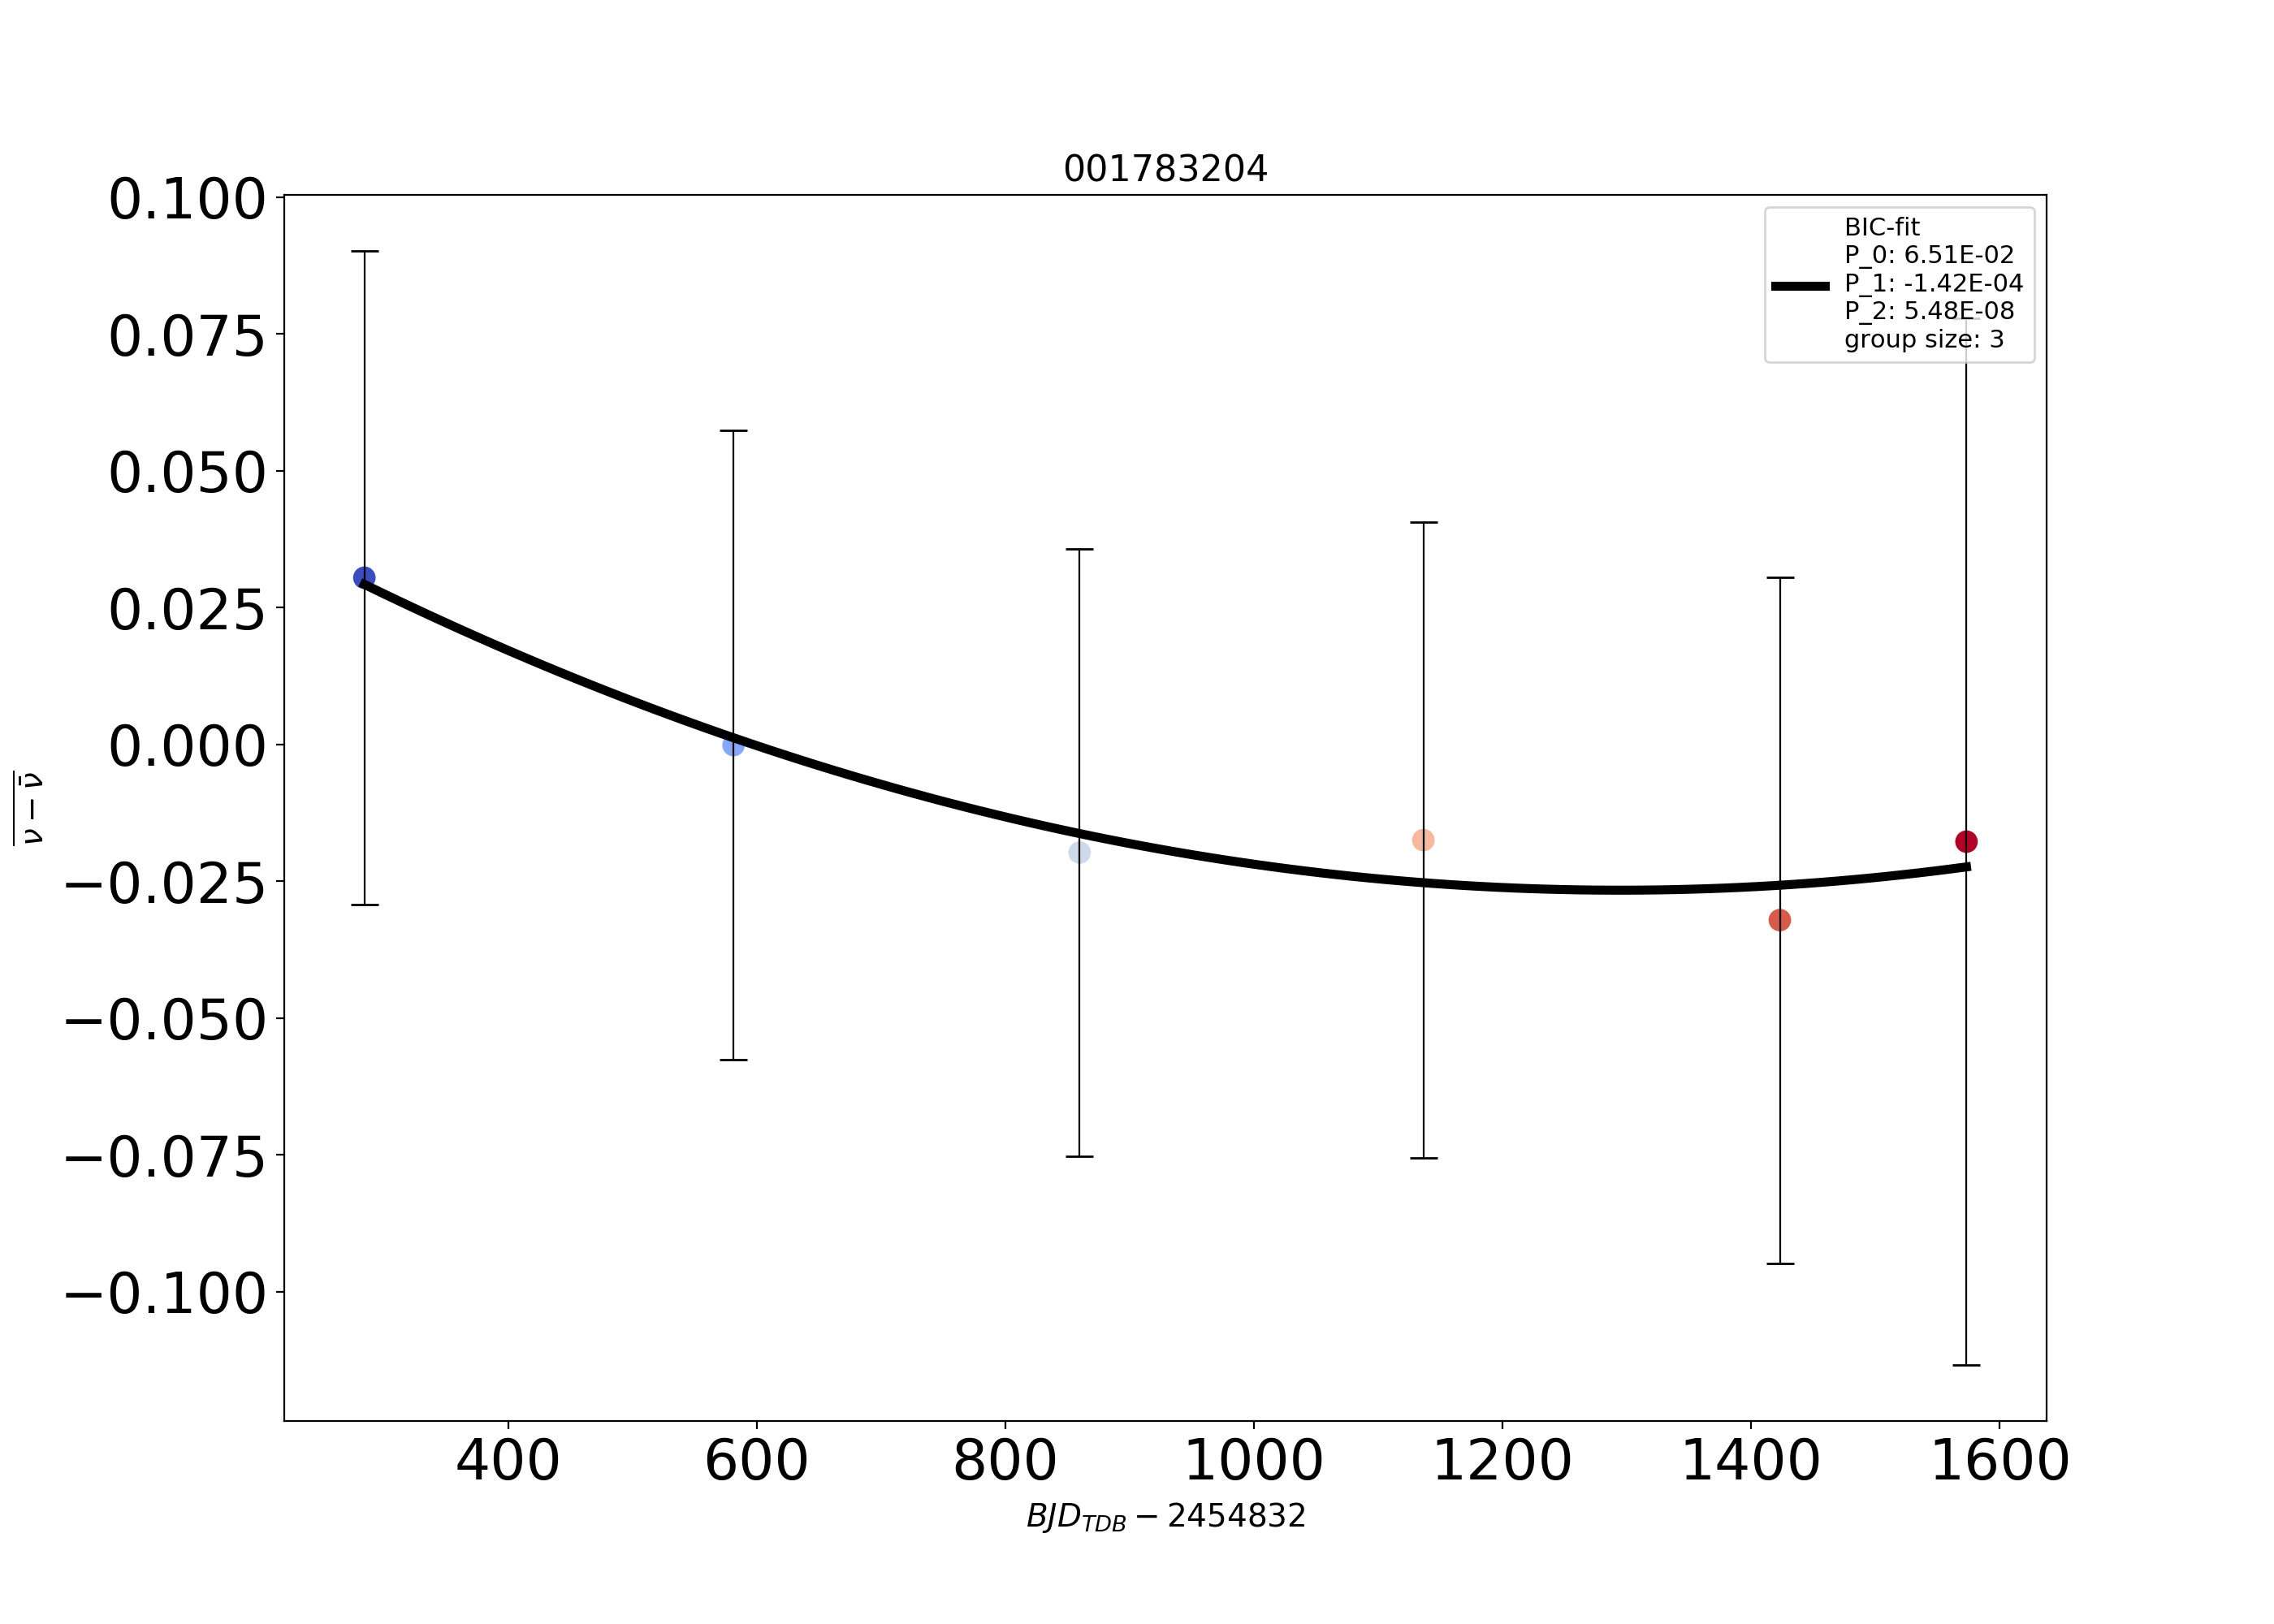 001783204
0.100
0.075
0.050
0.025
0.000
−0.025
−0.050
−0.075
−0.100
ν − ν̄
BIC-fit
P_0: 6.51E-02
P_1: -1.42E-04
P_2: 5.48E-08
group size: 3
400 600 800 1000 1200 1400 1600
BJD_TDB − 2454832